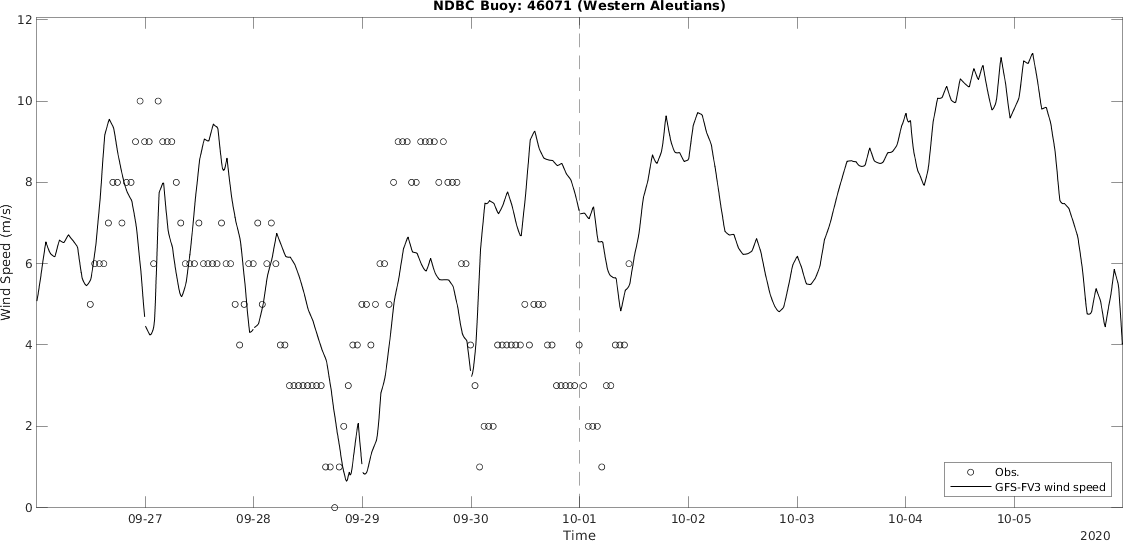 NDBC Buoy: 46071 (Western Aleutians)
12
10
8
6
4
2
0
Wind Speed (m/s)
Obs.
GFS-FV3 wind speed
09-27 09-28 09-29 09-30 10-01 10-02 10-03 10-04 10-05
Time
2020